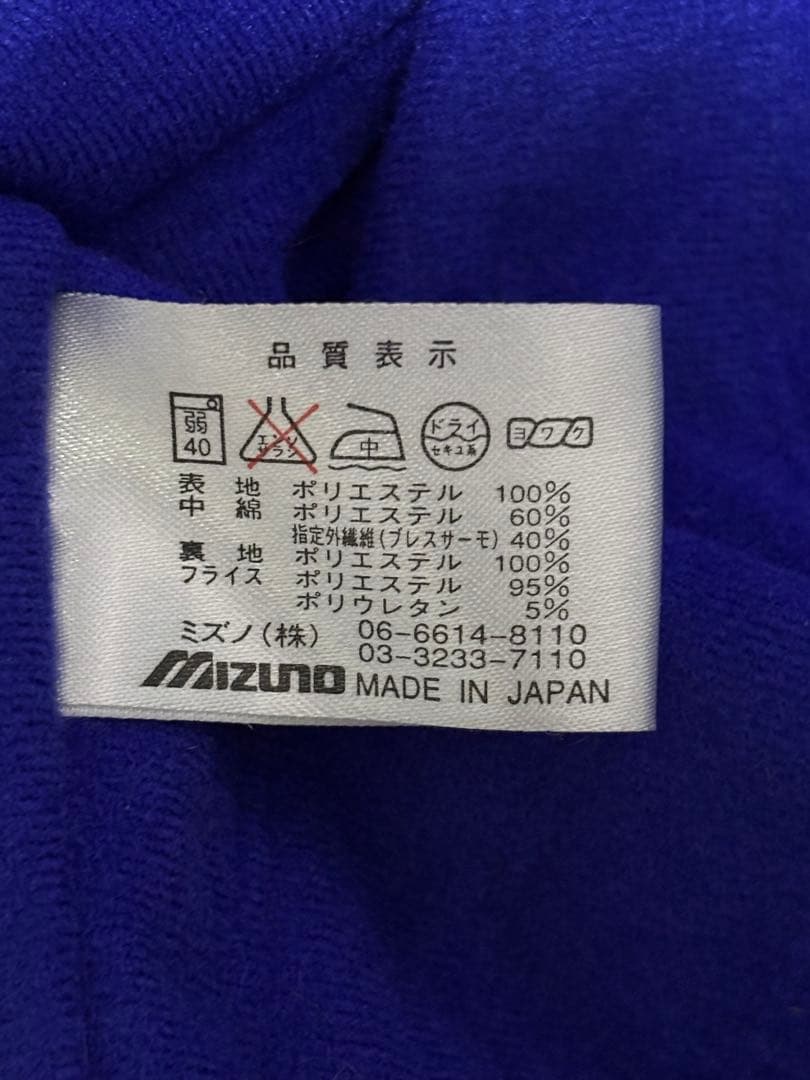 品質表示
弱 40 エンソ サラシ 中 ドライ セキユ系 ヨワク
表地 ポリエステル 100%
中綿 ポリエステル 60%
指定外繊維(ブレスサーモ) 40%
裏地 ポリエステル 100%
フライス ポリエステル 95%
ポリウレタン 5%
ミズノ(株) 06-6614-8110
03-3233-7110
MIZUNO MADE IN JAPAN